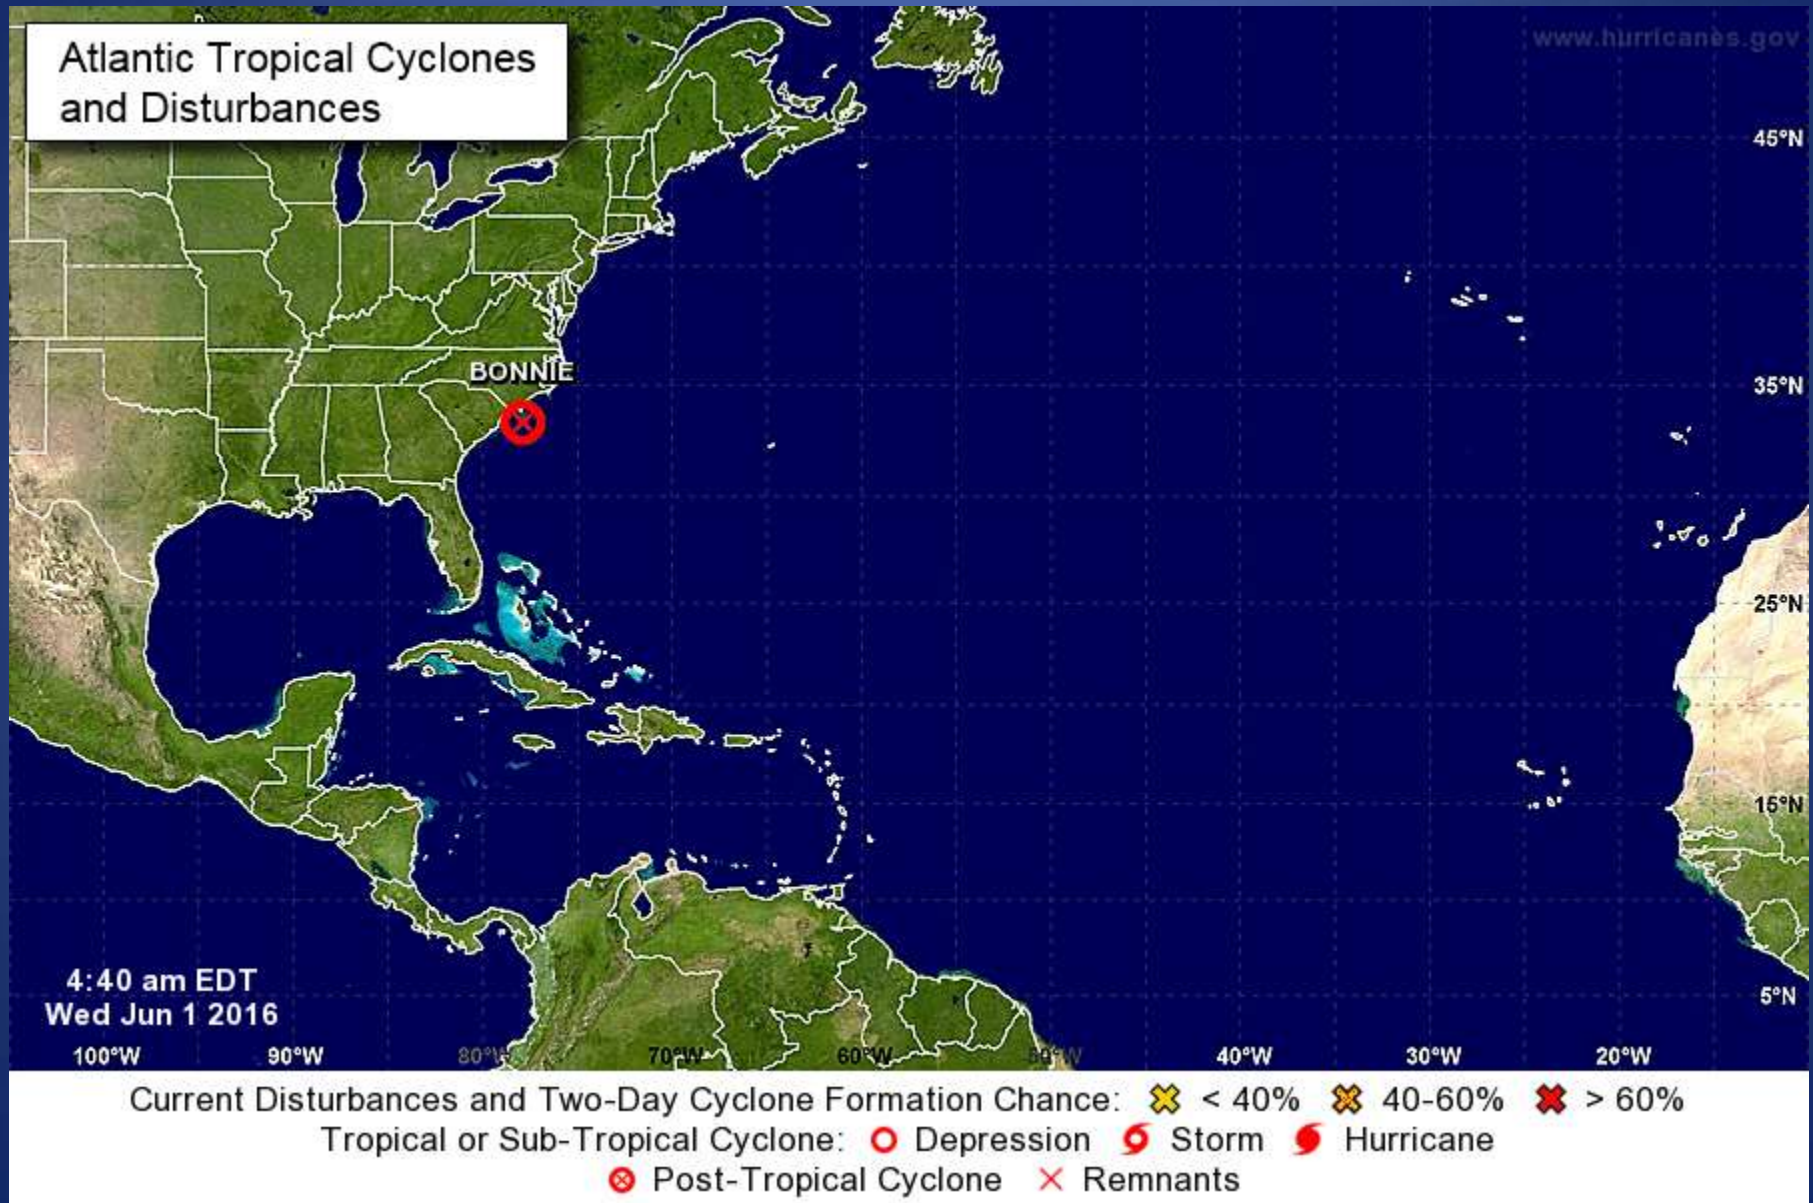 Atlantic Tropical Cyclones
and Disturbances
www.hurricanes.gov
45°N
BONNIE
35°N
25°N
15°N
4:40 am EDT
Wed Jun 1 2016
5°N
100°W 90°W 80°W 70°W 60°W 50°W 40°W 30°W 20°W
Current Disturbances and Two-Day Cyclone Formation Chance: < 40% 40-60% > 60%
Tropical or Sub-Tropical Cyclone: Depression Storm Hurricane
Post-Tropical Cyclone Remnants